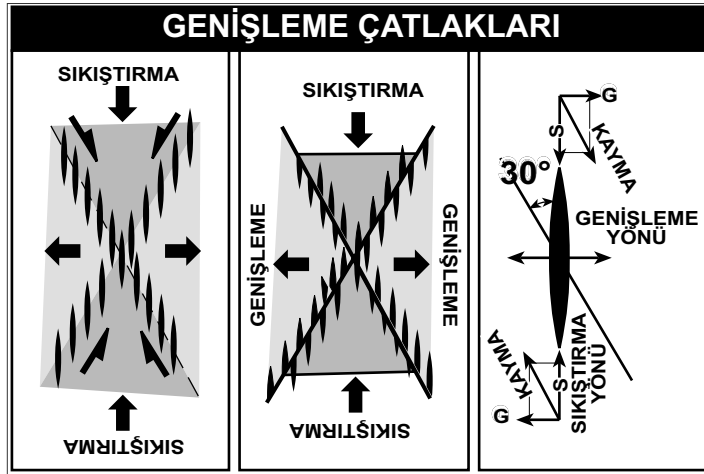 GENİŞLEME ÇATLAKLARI
SIKIŞTIRMA
SIKIŞTIRMA
SIKIŞTIRMA
GENİŞLEME
GENİŞLEME
SIKIŞTIRMA
G
S
KAYMA
30°
GENİŞLEME
YÖNÜ
KAYMA
S
SIKIŞTIRMA
YÖNÜ
G